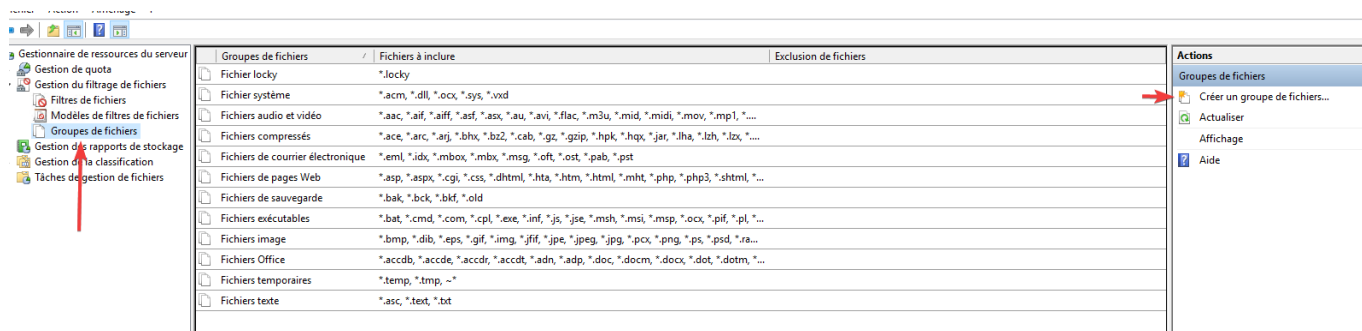 Action Affichage ?
Gestionnaire de ressources du serveur
Gestion de quota
Gestion du filtrage de fichiers
Filtres de fichiers
Modèles de filtres de fichiers
Groupes de fichiers
Gestion des rapports de stockage
Gestion de la classification
Tâches de gestion de fichiers
Groupes de fichiers Fichiers à inclure Exclusion de fichiers
Fichier locky *.locky
Fichier système *.acm, *.dll, *.ocx, *.sys, *.vxd
Fichiers audio et vidéo *.aac, *.aif, *.aiff, *.asf, *.asx, *.au, *.avi, *.flac, *.m3u, *.mid, *.midi, *.mov, *.mp1, *....
Fichiers compressés *.ace, *.arc, *.arj, *.bhx, *.bz2, *.cab, *.gz, *.gzip, *.hpk, *.hqx, *.jar, *.lha, *.lzh, *.lzx, *....
Fichiers de courrier électronique *.eml, *.idx, *.mbox, *.mbx, *.msg, *.oft, *.ost, *.pab, *.pst
Fichiers de pages Web *.asp, *.aspx, *.cgi, *.css, *.dhtml, *.hta, *.htm, *.html, *.mht, *.php, *.php3, *.shtml, *...
Fichiers de sauvegarde *.bak, *.bck, *.bkf, *.old
Fichiers exécutables *.bat, *.cmd, *.com, *.cpl, *.exe, *.inf, *.js, *.jse, *.msh, *.msi, *.msp, *.ocx, *.pif, *.pl, *...
Fichiers image *.bmp, *.dib, *.eps, *.gif, *.img, *.jfif, *.jpe, *.jpeg, *.jpg, *.pcx, *.png, *.ps, *.psd, *.ra...
Fichiers Office *.accdb, *.accde, *.accdr, *.accdt, *.adn, *.adp, *.doc, *.docm, *.docx, *.dot, *.dotm, *...
Fichiers temporaires *.temp, *.tmp, ~*
Fichiers texte *.asc, *.text, *.txt
Actions
Groupes de fichiers
Créer un groupe de fichiers...
Actualiser
Affichage
Aide